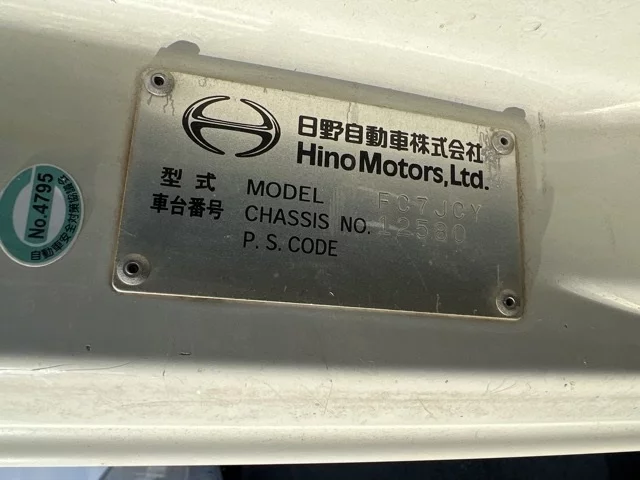 日野自動車株式会社
Hino Motors, Ltd.
型式 MODEL FC7JCY
車台番号 CHASSIS NO. 12580
P. S. CODE
No.4795